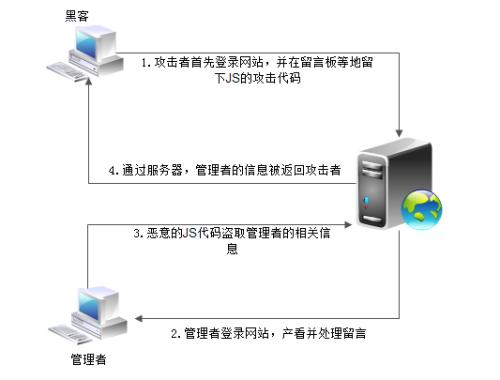 黑客
1.攻击者首先登录网站，并在留言板等地留
下JS的攻击代码
4.通过服务器，管理者的信息被返回攻击者
3.恶意的JS代码盗取管理者的相关信
息
2.管理者登录网站，产看并处理留言
管理者